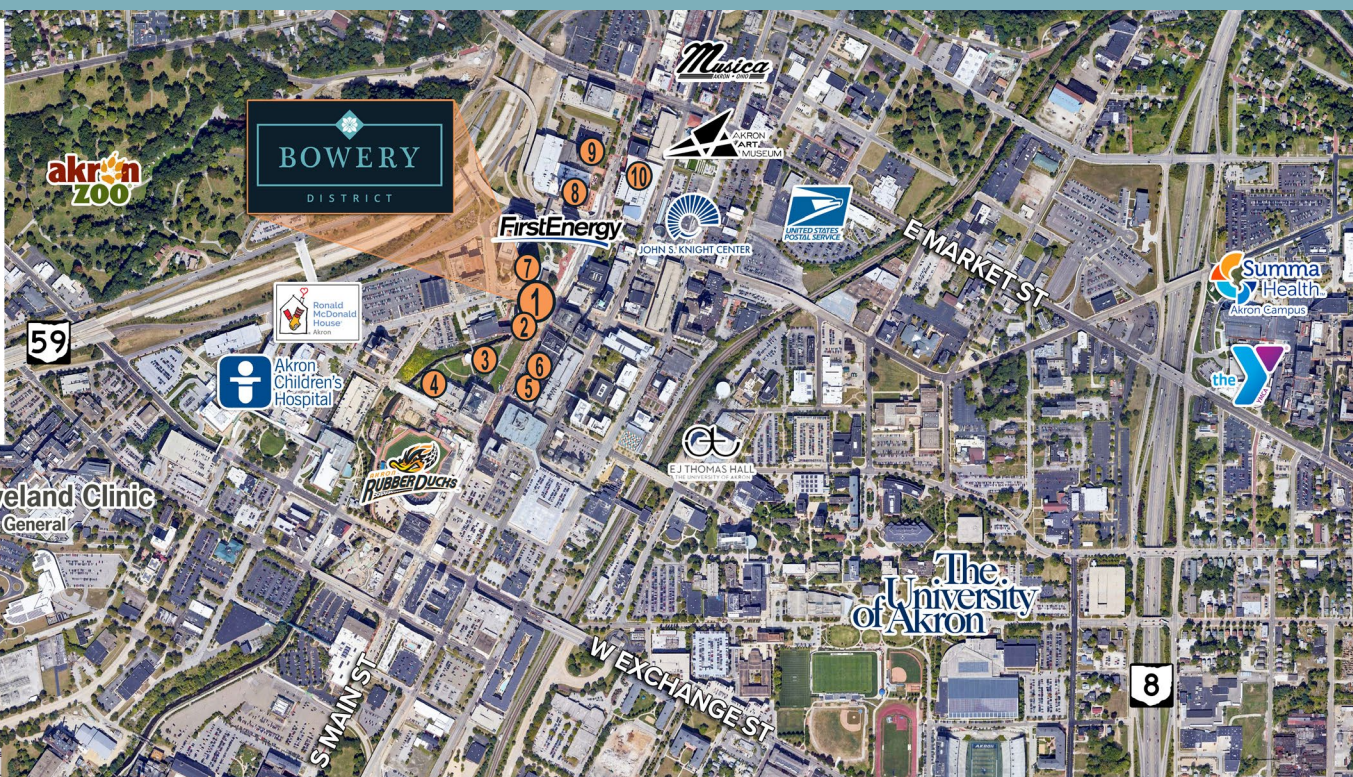 Musica
AKRON • OHIO
AKRON
ART
MUSEUM
BOWERY
DISTRICT
akron
ZOO
9
10
8
FirstEnergy
JOHN S. KNIGHT CENTER
UNITED STATES
POSTAL SERVICE
E MARKET ST
Summa
Health
Akron Campus
7
1
2
Ronald
McDonald
House
Akron
59
3
6
4
5
Akron
Children's
Hospital
the
YMCA
AKRON
RUBBERDUCKS
EJ THOMAS HALL
THE UNIVERSITY OF AKRON
veland Clinic
General
The
University
of Akron
W EXCHANGE ST
S MAIN ST
8
AKRON